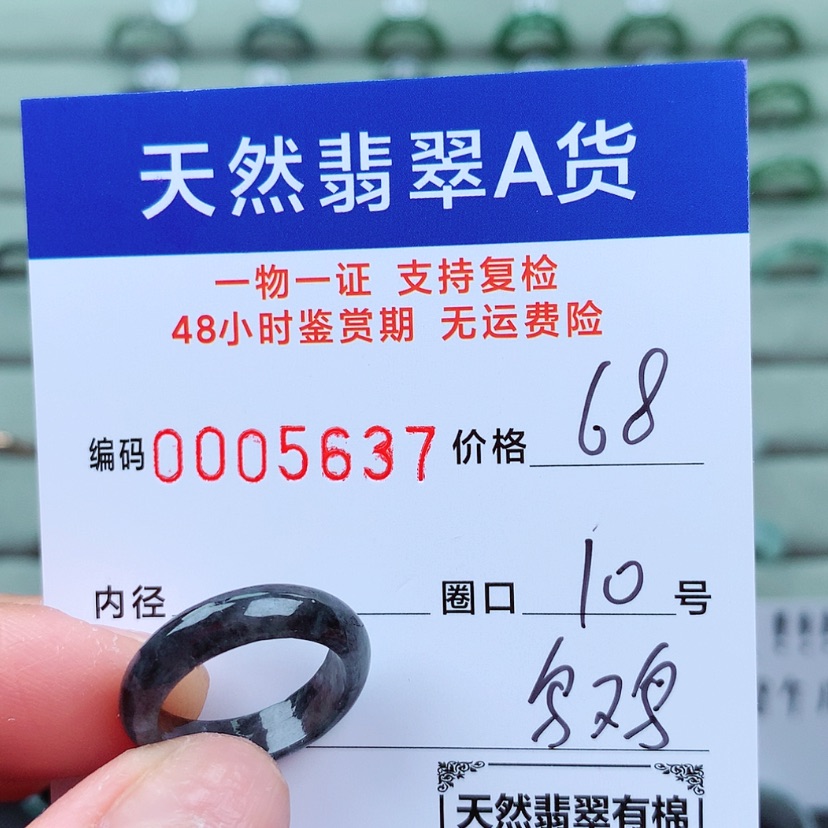 天然翡翠A货
一物一证 支持复检
48小时鉴赏期 无运费险
编码0005637 价格 68
内径 圈口 10 号
乌鸡
天然翡翠有棉